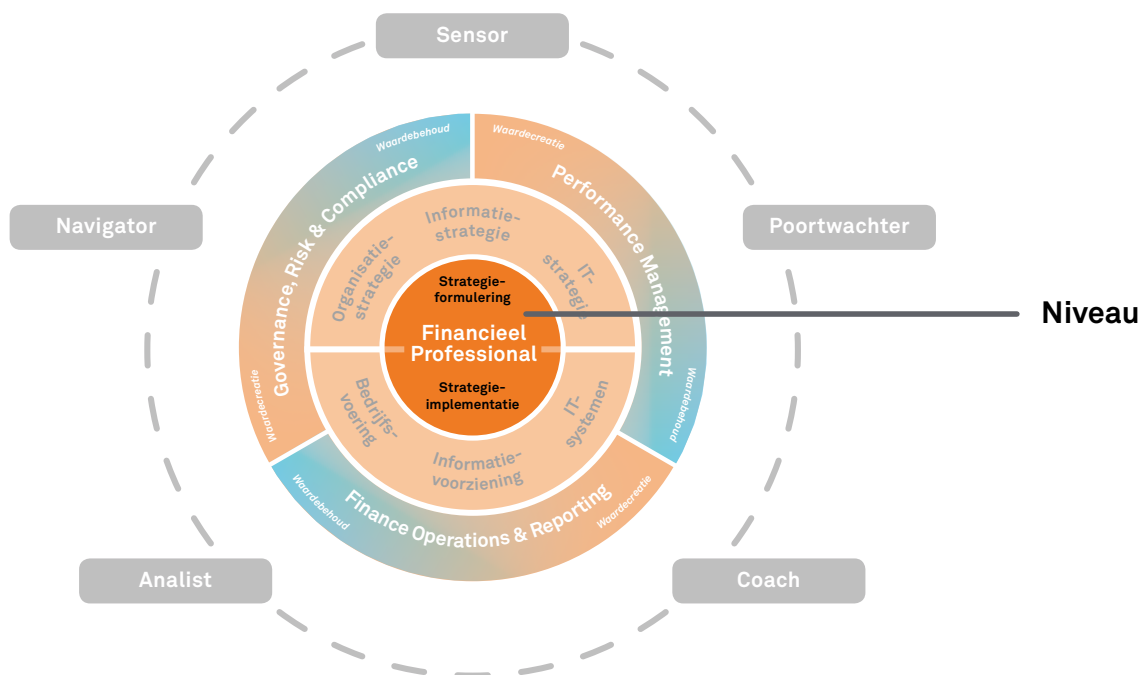 Sensor
Navigator
Poortwachter
Waardebehoud
Waardecreatie
Governance, Risk & Compliance
Performance Management
Informatie-
strategie
Organisatie-
strategie
IT-
strategie
Strategie-
formulering
Niveau
Financieel
Professional
Strategie-
implementatie
Waardecreatie
Waardebehoud
Bedrijfs-
voering
IT-
systemen
Informatie-
voorziening
Waardebehoud
Waardecreatie
Finance Operations & Reporting
Analist
Coach